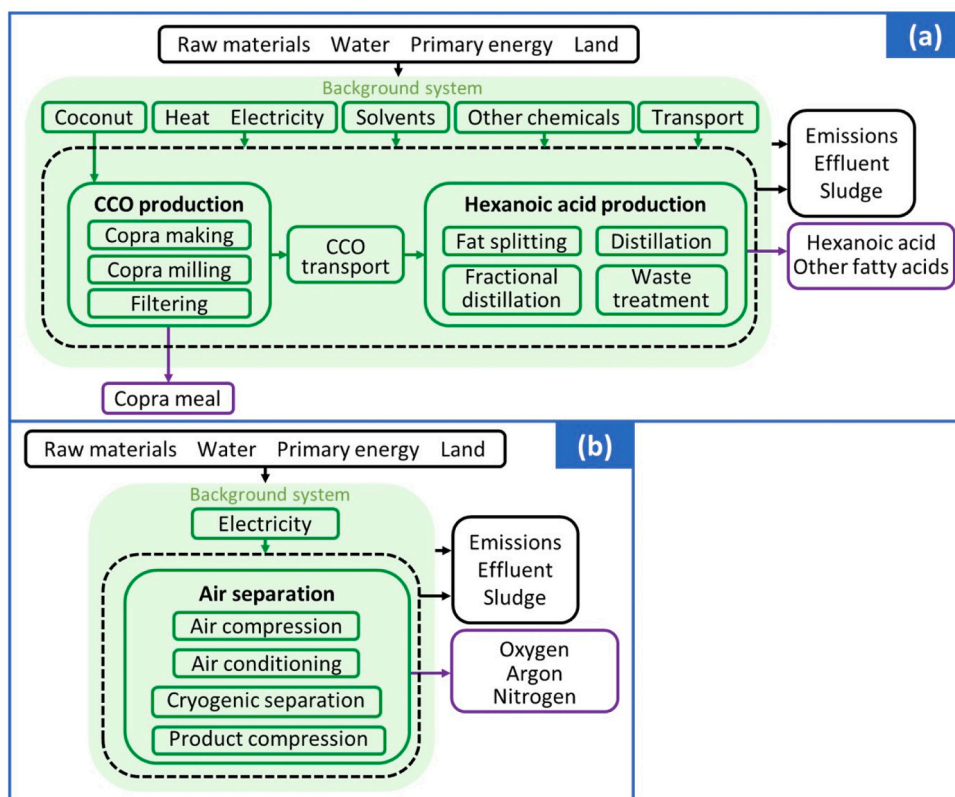 (a)
Raw materials Water Primary energy Land
Background system
Coconut Heat Electricity Solvents Other chemicals Transport
Emissions
Effluent
Sludge
CCO production
Copra making
Copra milling
Filtering
CCO
transport
Hexanoic acid production
Fat splitting
Distillation
Fractional
distillation
Waste
treatment
Hexanoic acid
Other fatty acids
Copra meal
(b)
Raw materials Water Primary energy Land
Background system
Electricity
Emissions
Effluent
Sludge
Air separation
Air compression
Air conditioning
Cryogenic separation
Product compression
Oxygen
Argon
Nitrogen